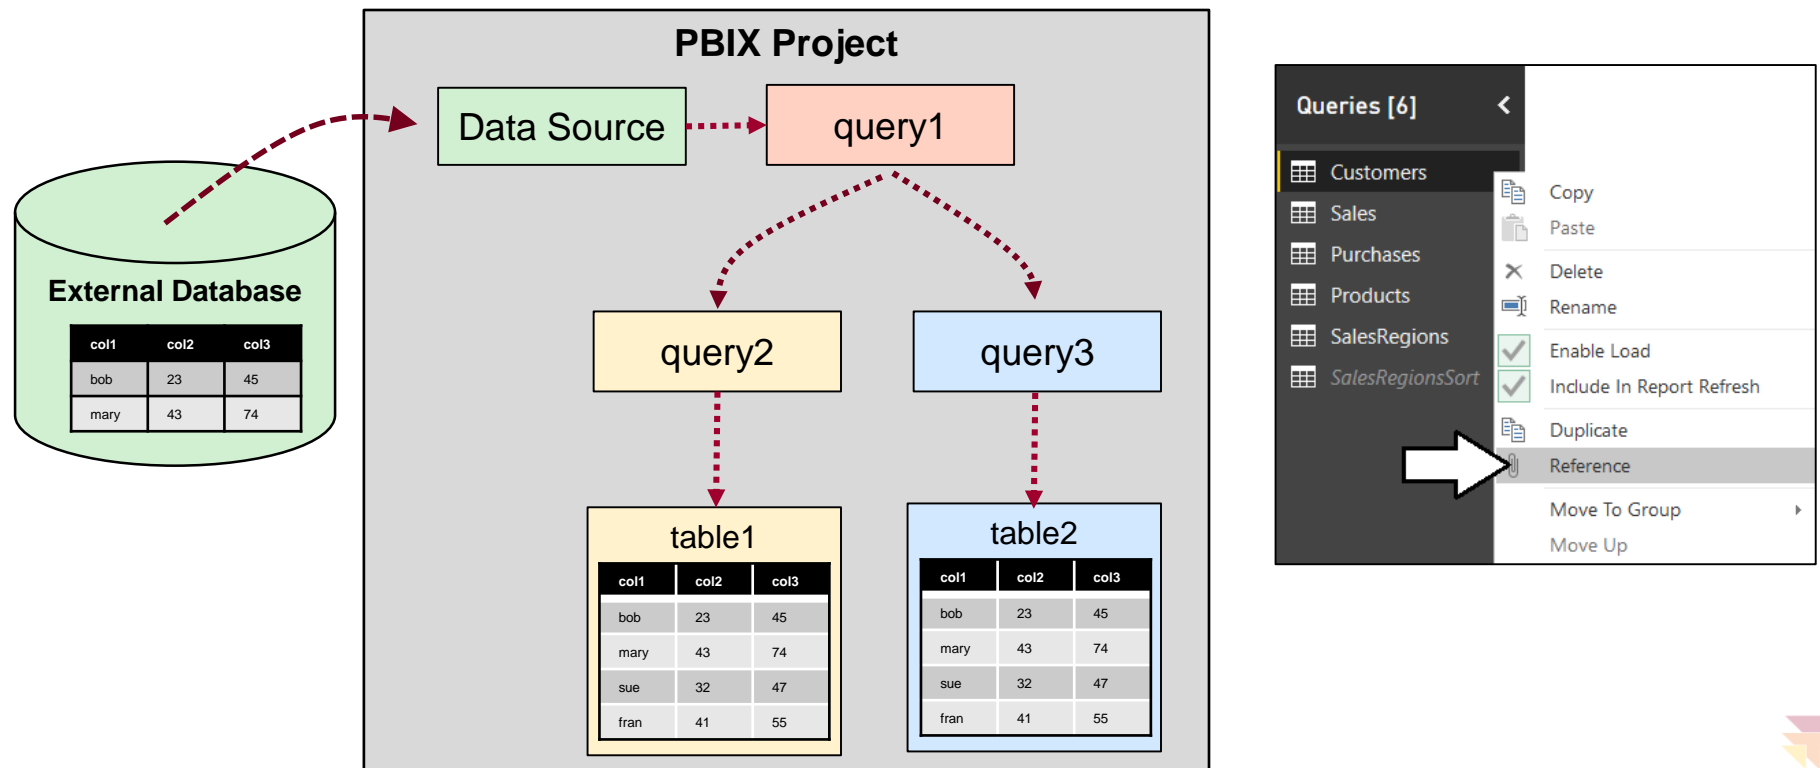 PBIX Project
Data Source
query1
External Database
col1 col2 col3
bob 23 45
mary 43 74
query2
query3
table1
col1 col2 col3
bob 23 45
mary 43 74
sue 32 47
fran 41 55
table2
col1 col2 col3
bob 23 45
mary 43 74
sue 32 47
fran 41 55
Queries [6]
Customers
Sales
Purchases
Products
SalesRegions
SalesRegionsSort
Copy
Paste
Delete
Rename
Enable Load
Include In Report Refresh
Duplicate
Reference
Move To Group
Move Up